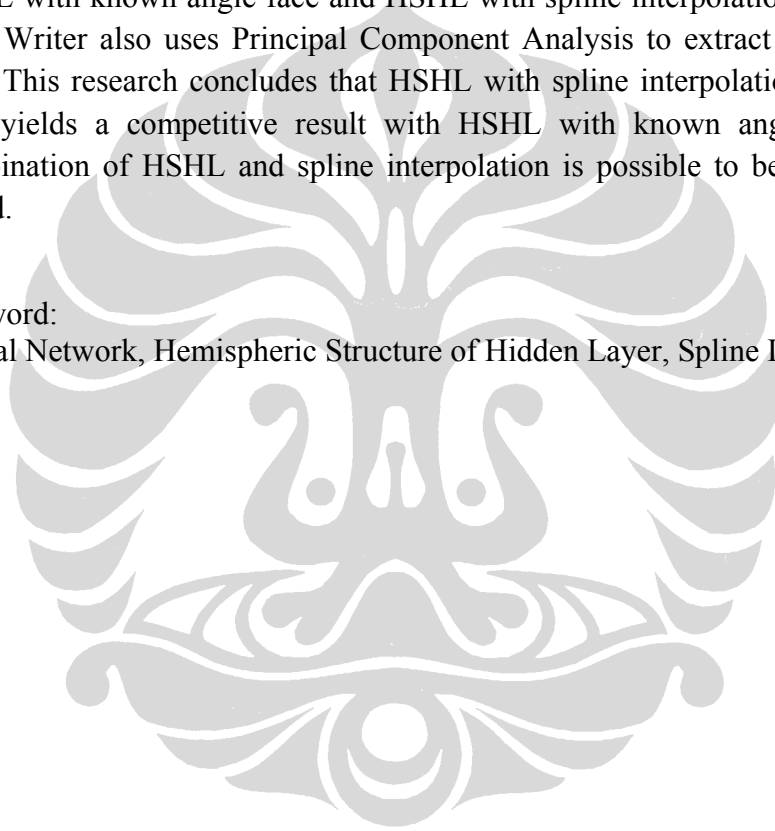 L with known angle face and HSHL with spline interpolation
Writer also uses Principal Component Analysis to extract
This research concludes that HSHL with spline interpolatio
yields a competitive result with HSHL with known ang
bination of HSHL and spline interpolation is possible to be
d.
word:
al Network, Hemispheric Structure of Hidden Layer, Spline I